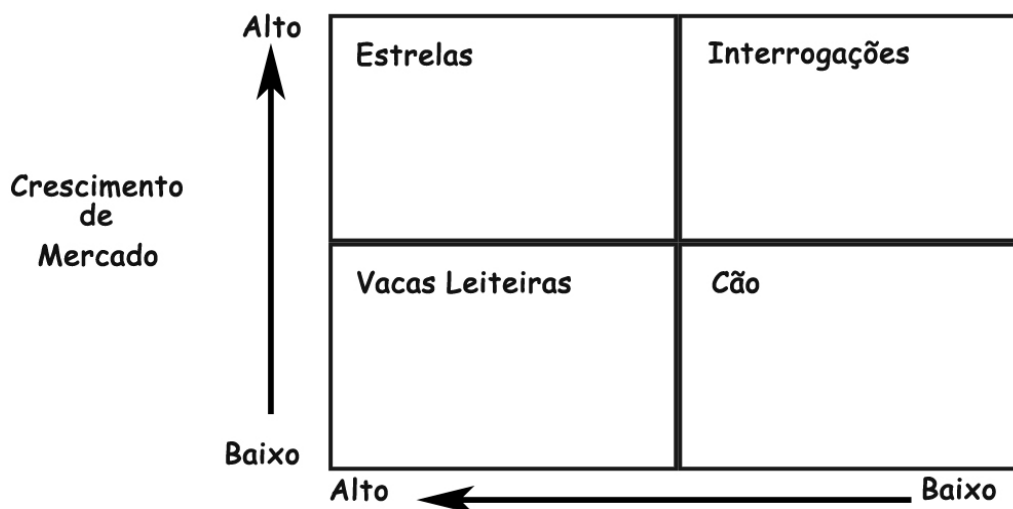 Alto
Estrelas
Interrogações
Crescimento
de
Mercado
Vacas Leiteiras
Cão
Baixo
Alto
Baixo